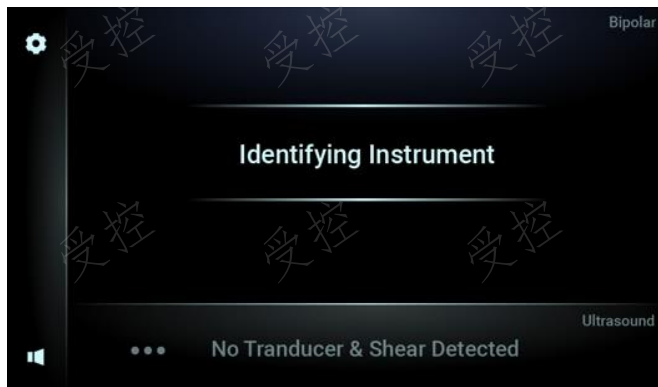 Bipolar
受控 受控 受控
Identifying Instrument
受控 受控 受控
Ultrasound
No Tranducer & Shear Detected